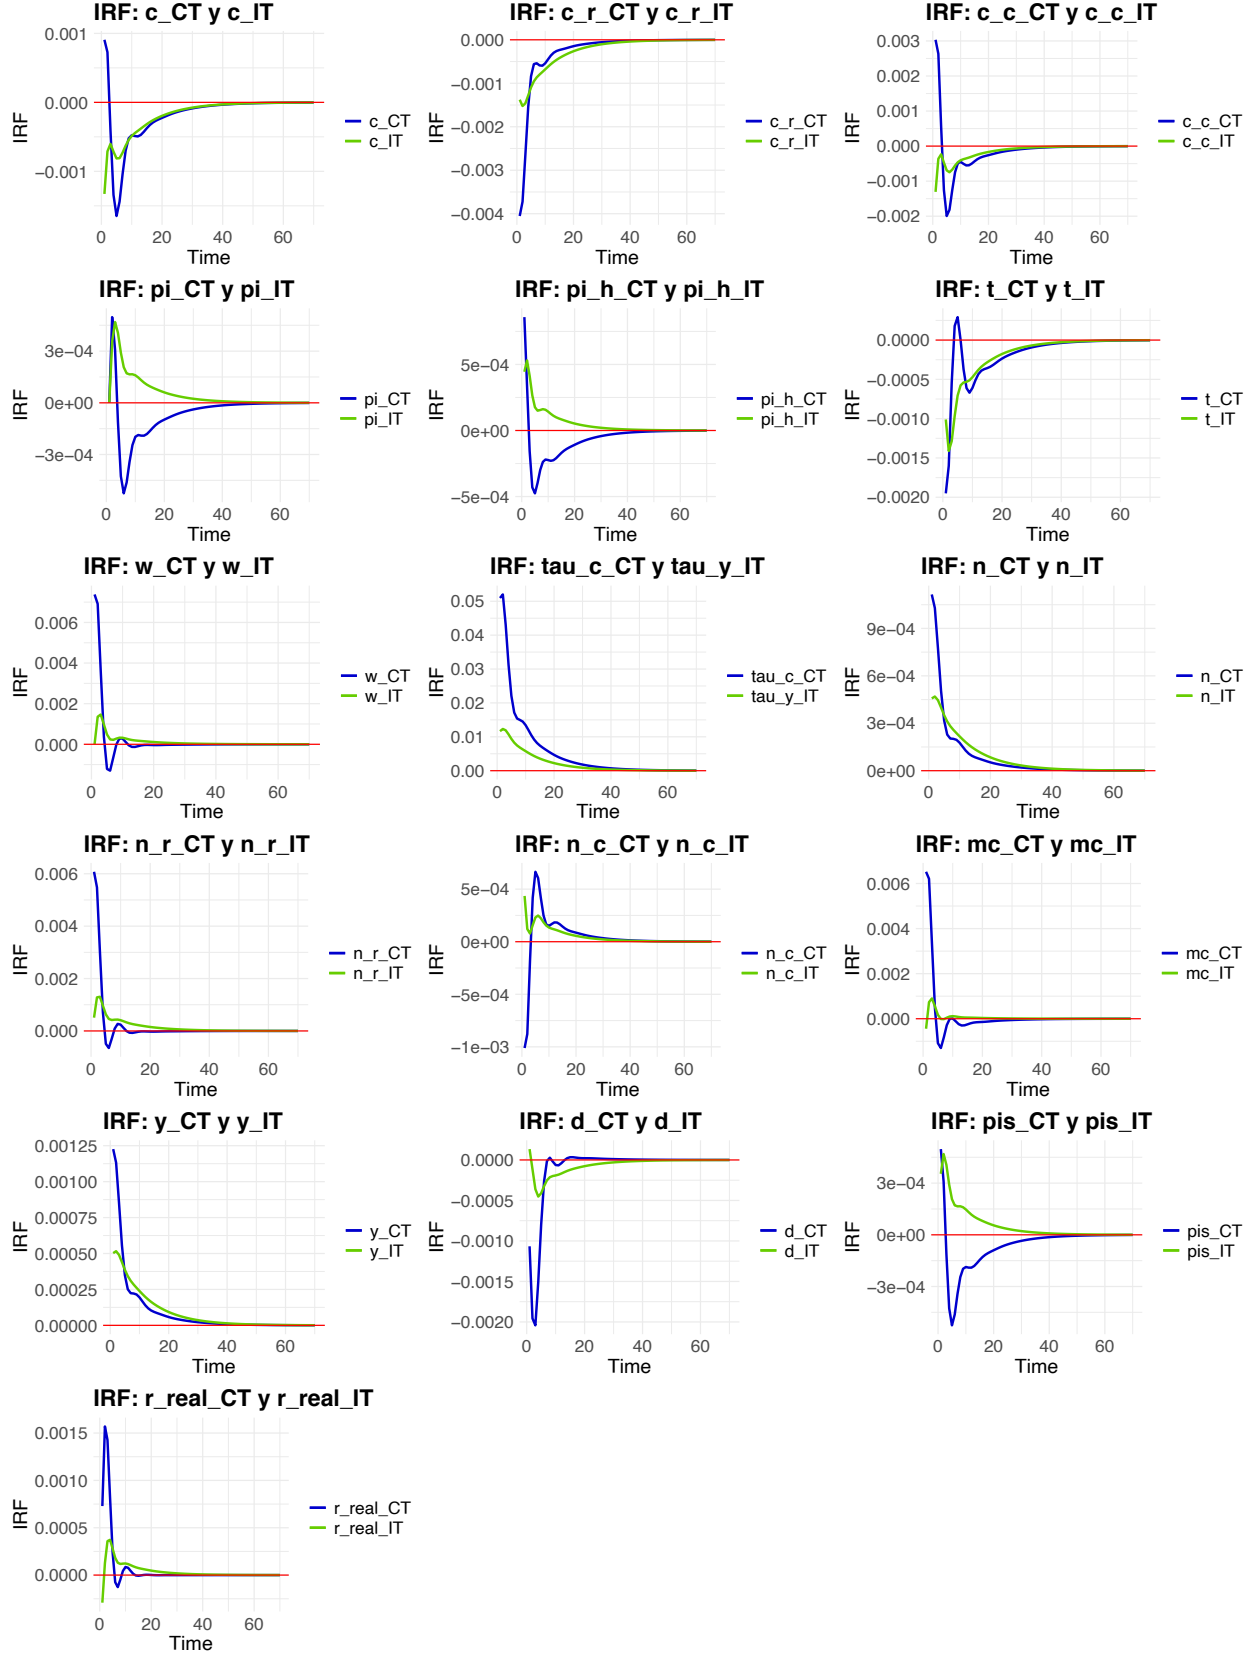 IRF: c_CT y c_IT
0.001
0.000
−0.001
IRF
0
20
40
60
Time
c_CT
c_IT
IRF: c_r_CT y c_r_IT
0.000
−0.001
−0.002
−0.003
−0.004
IRF
0
20
40
60
Time
c_r_CT
c_r_IT
IRF: c_c_CT y c_c_IT
0.003
0.002
0.001
0.000
−0.001
−0.002
IRF
0
20
40
60
Time
c_c_CT
c_c_IT
IRF: pi_CT y pi_IT
3e−04
0e+00
−3e−04
IRF
0
20
40
60
Time
pi_CT
pi_IT
IRF: pi_h_CT y pi_h_IT
5e−04
0e+00
−5e−04
IRF
0
20
40
60
Time
pi_h_CT
pi_h_IT
IRF: t_CT y t_IT
0.0000
−0.0005
−0.0010
−0.0015
−0.0020
IRF
0
20
40
60
Time
t_CT
t_IT
IRF: w_CT y w_IT
0.006
0.004
0.002
0.000
IRF
0
20
40
60
Time
w_CT
w_IT
IRF: tau_c_CT y tau_y_IT
0.05
0.04
0.03
0.02
0.01
0.00
IRF
0
20
40
60
Time
tau_c_CT
tau_y_IT
IRF: n_CT y n_IT
9e−04
6e−04
3e−04
0e+00
IRF
0
20
40
60
Time
n_CT
n_IT
IRF: n_r_CT y n_r_IT
0.006
0.004
0.002
0.000
IRF
0
20
40
60
Time
n_r_CT
n_r_IT
IRF: n_c_CT y n_c_IT
5e−04
0e+00
−5e−04
−1e−03
IRF
0
20
40
60
Time
n_c_CT
n_c_IT
IRF: mc_CT y mc_IT
0.006
0.004
0.002
0.000
IRF
0
20
40
60
Time
mc_CT
mc_IT
IRF: y_CT y y_IT
0.00125
0.00100
0.00075
0.00050
0.00025
0.00000
IRF
0
20
40
60
Time
y_CT
y_IT
IRF: d_CT y d_IT
0.0000
−0.0005
−0.0010
−0.0015
−0.0020
IRF
0
20
40
60
Time
d_CT
d_IT
IRF: pis_CT y pis_IT
3e−04
0e+00
−3e−04
IRF
0
20
40
60
Time
pis_CT
pis_IT
IRF: r_real_CT y r_real_IT
0.0015
0.0010
0.0005
0.0000
IRF
0
20
40
60
Time
r_real_CT
r_real_IT